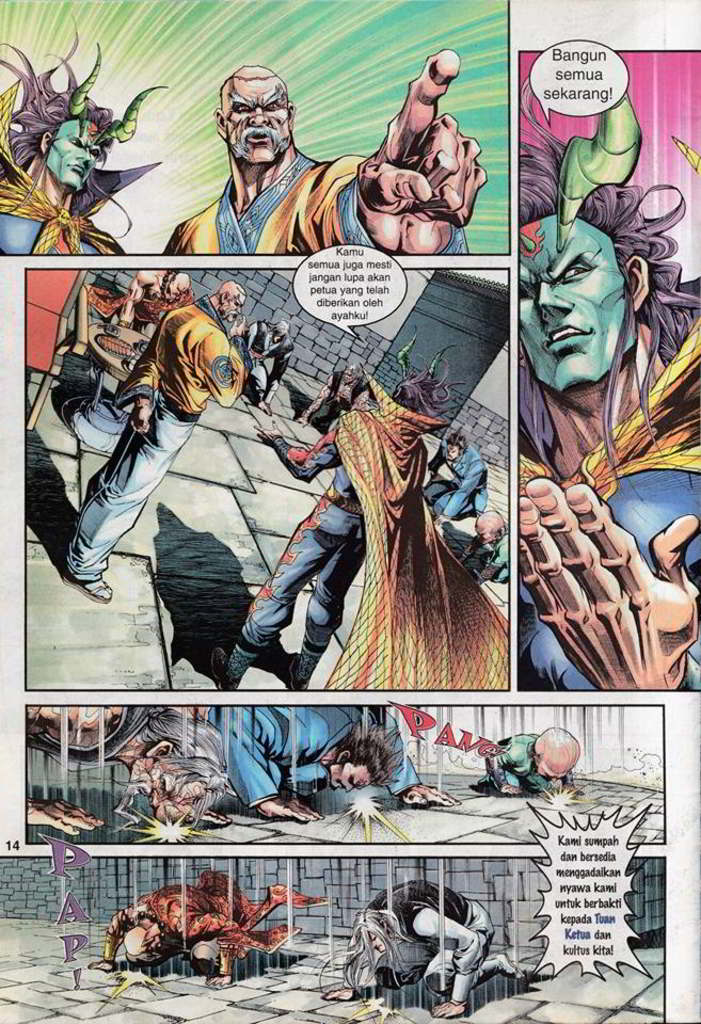 Bangun
semua
sekarang!
Kamu
semua juga mesti
jangan lupa akan
petua yang telah
diberikan oleh
ayahku!
PANG
14
PAP!
Kami sumpah
dan bersedia
menggadaikan
nyawa kami
untuk berbakti
kepada Tuan
Ketua dan
kultus kita!